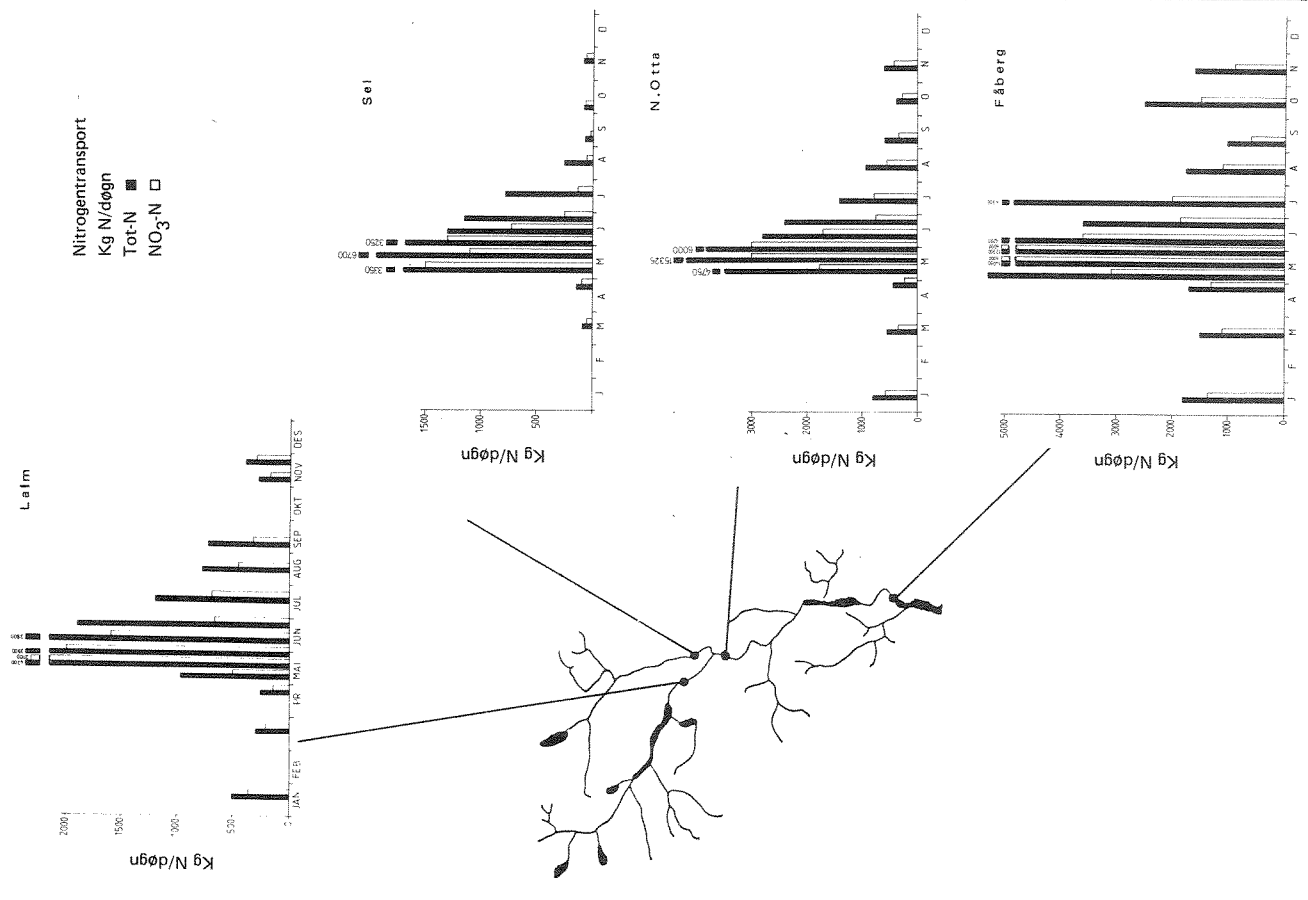 Lalm
Kg N/døgn
2000
1500
1000
500
0
JAN FEB PR MAI JUN JUL AUG SEP OKT NOV DES
Nitrogentransport
Kg N/døgn
Tot-N
NO3-N
Sel
Kg N/døgn
1500
1000
500
3350 6700 3250
J F M A M J J A S O N D
N.Otta
Kg N/døgn
3000
2000
1000
0
4750 15325 6000
J F M A M J J A S O N D
Fåberg
Kg N/døgn
5000
4000
3000
2000
1000
0
J F M A M J J A S O N D